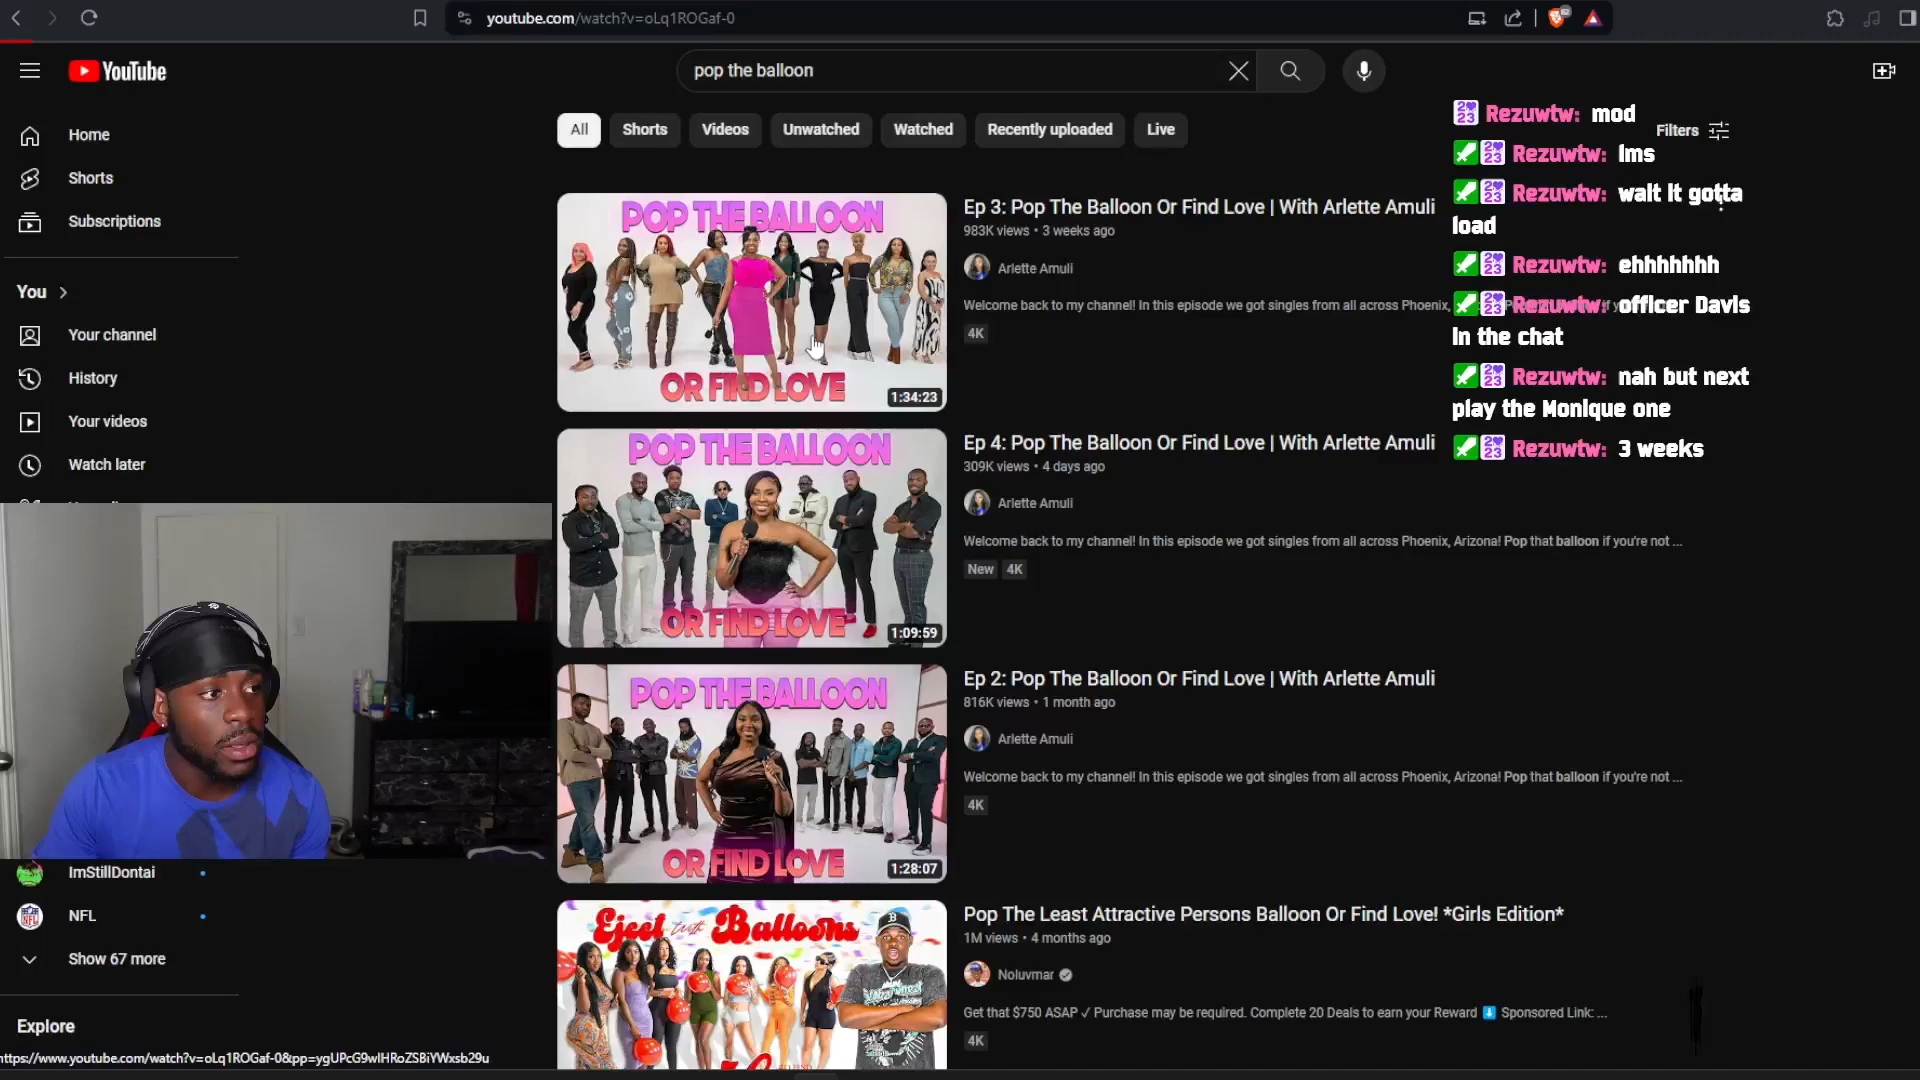 youtube.com/watch?v=oLq1ROGaf-0
YouTube
pop the balloon
All
Shorts
Videos
Unwatched
Watched
Recently uploaded
Live
Filters
Home
Shorts
Subscriptions
You
Your channel
History
Your videos
Watch later
ImStillDontai
NFL
Show 67 more
Explore
https://www.youtube.com/watch?v=oLq1ROGaf-0&pp=ygUPcG9wIHRoZSBiYWxsb29u
POP THE BALLOON
OR FIND LOVE
1:34:23
Ep 3: Pop The Balloon Or Find Love | With Arlette Amuli
983K views • 3 weeks ago
Arlette Amuli
Welcome back to my channel! In this episode we got singles from all across Phoenix,
4K
POP THE BALLOON
OR FIND LOVE
1:09:59
Ep 4: Pop The Balloon Or Find Love | With Arlette Amuli
309K views • 4 days ago
Arlette Amuli
Welcome back to my channel! In this episode we got singles from all across Phoenix, Arizona! Pop that balloon if you're not ...
New
4K
POP THE BALLOON
OR FIND LOVE
1:28:07
Ep 2: Pop The Balloon Or Find Love | With Arlette Amuli
816K views • 1 month ago
Arlette Amuli
Welcome back to my channel! In this episode we got singles from all across Phoenix, Arizona! Pop that balloon if you're not ...
4K
Eject with Balloons
Pop The Least Attractive Persons Balloon Or Find Love! *Girls Edition*
1M views • 4 months ago
Noluvmar
Get that $750 ASAP ✓ Purchase may be required. Complete 20 Deals to earn your Reward ⬇ Sponsored Link: ...
4K
Rezuwtw: mod
Rezuwtw: lms
Rezuwtw: wait it gotta
load
Rezuwtw: ehhhhhhh
Rezuwtw: officer Davis
in the chat
Rezuwtw: nah but next
play the Monique one
Rezuwtw: 3 weeks